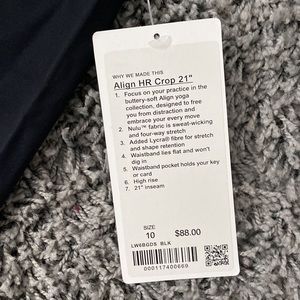 WHY WE MADE THIS
Align HR Crop 21"
1. Focus on your practice in the
buttery-soft Align yoga
collection, designed to free
you from distraction and
embrace your every move
2. Nulu™ fabric is sweat-wicking
and four-way stretch
3. Added Lycra® fibre for stretch
and shape retention
4. Waistband lies flat and won't
dig in
5. Waistband pocket holds your key
or card
6. High rise
7. 21" inseam
SIZE
10 $88.00
LW6BGDS BLK
000117400669